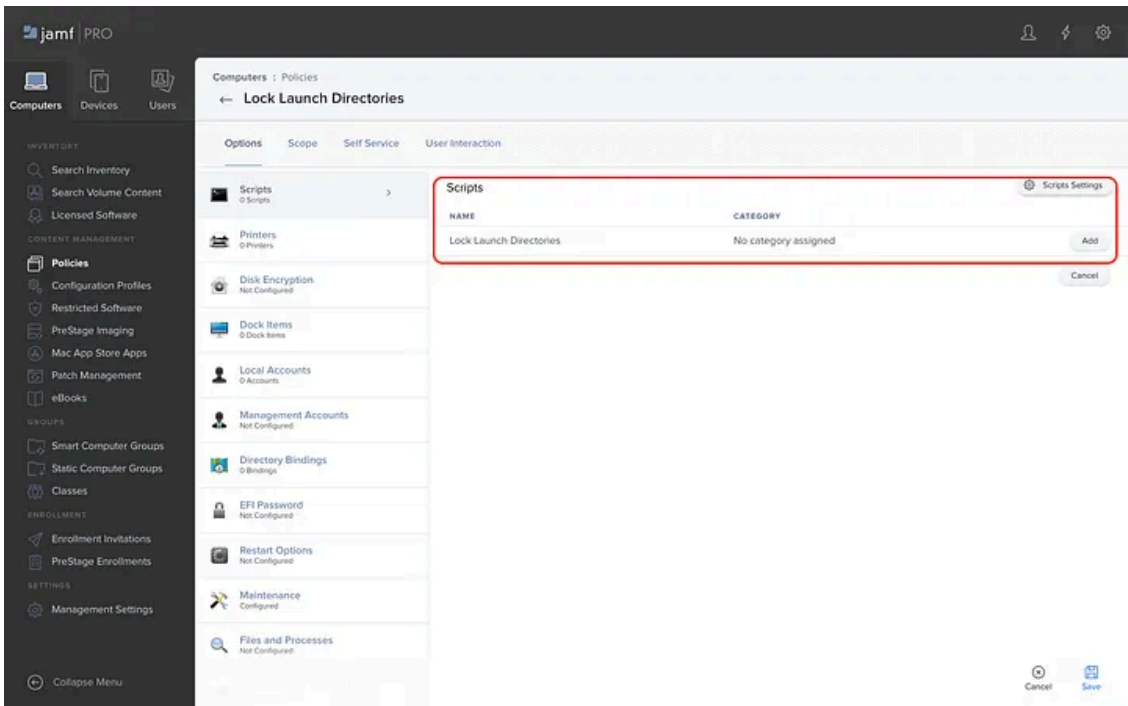 jamf PRO
Computers
Devices
Users
INVENTORY
Search Inventory
Search Volume Content
Licensed Software
CONTENT MANAGEMENT
Policies
Configuration Profiles
Restricted Software
PreStage Imaging
Mac App Store Apps
Patch Management
eBooks
GROUPS
Smart Computer Groups
Static Computer Groups
Classes
ENROLLMENT
Enrollment Invitations
PreStage Enrollments
SETTINGS
Management Settings
Collapse Menu
Computers : Policies
← Lock Launch Directories
Options Scope Self Service User Interaction
Scripts
0 Scripts
Printers
0 Printers
Disk Encryption
Not Configured
Dock Items
0 Dock Items
Local Accounts
0 Accounts
Management Accounts
Not Configured
Directory Bindings
0 Bindings
EFI Password
Not Configured
Restart Options
Not Configured
Maintenance
Configured
Files and Processes
Not Configured
Scripts
Scripts Settings
NAME CATEGORY
Lock Launch Directories No category assigned Add
Cancel
Cancel Save